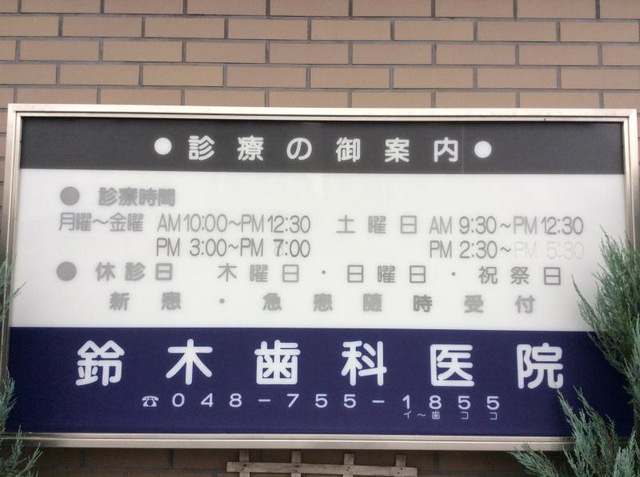 ●診療の御案内●
● 診療時間
月曜～金曜 AM10:00～PM12:30 土曜日 AM 9:30～PM12:30
PM 3:00～PM 7:00 PM 2:30～PM 5:30
● 休診日 木曜日・日曜日・祝祭日
新患・急患随時受付
鈴木歯科医院
☎048-755-1855
イ～歯ココ